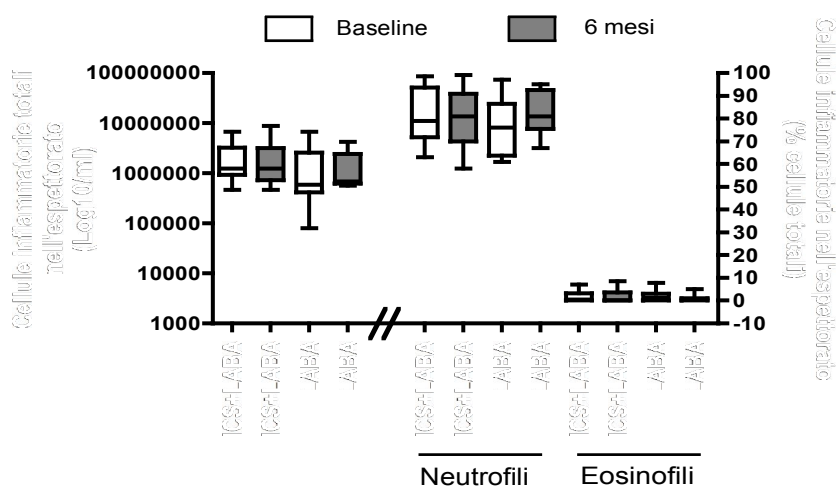 Baseline
6 mesi
Cellule infiammatorie totali
nell'espettorato
(Log10/ml)
100000000
10000000
1000000
100000
10000
1000
100
90
80
70
60
50
40
30
20
10
0
-10
Cellule infiammatorie nell'espettorato
(% cellule totali)
ICS+LABA
ICS+LABA
LABA
LABA
ICS+LABA
ICS+LABA
LABA
LABA
ICS+LABA
ICS+LABA
LABA
LABA
Neutrofili
Eosinofili